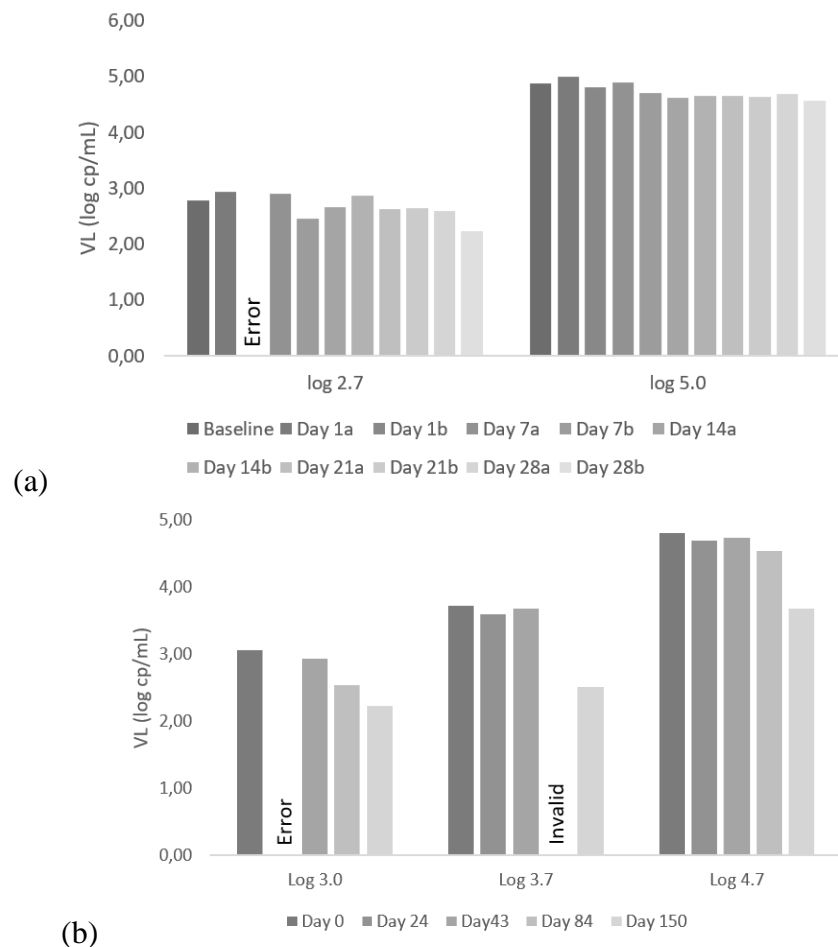 6,00
5,00
4,00
3,00
2,00
1,00
0,00
VL (log cp/mL)
Error
log 2.7 log 5.0
Baseline Day 1a Day 1b Day 7a Day 7b Day 14a
Day 14b Day 21a Day 21b Day 28a Day 28b
(a)
5,00
4,00
3,00
2,00
1,00
0,00
VL (log cp/mL)
Error
Invalid
Log 3.0 Log 3.7 Log 4.7
Day 0 Day 24 Day43 Day 84 Day 150
(b)